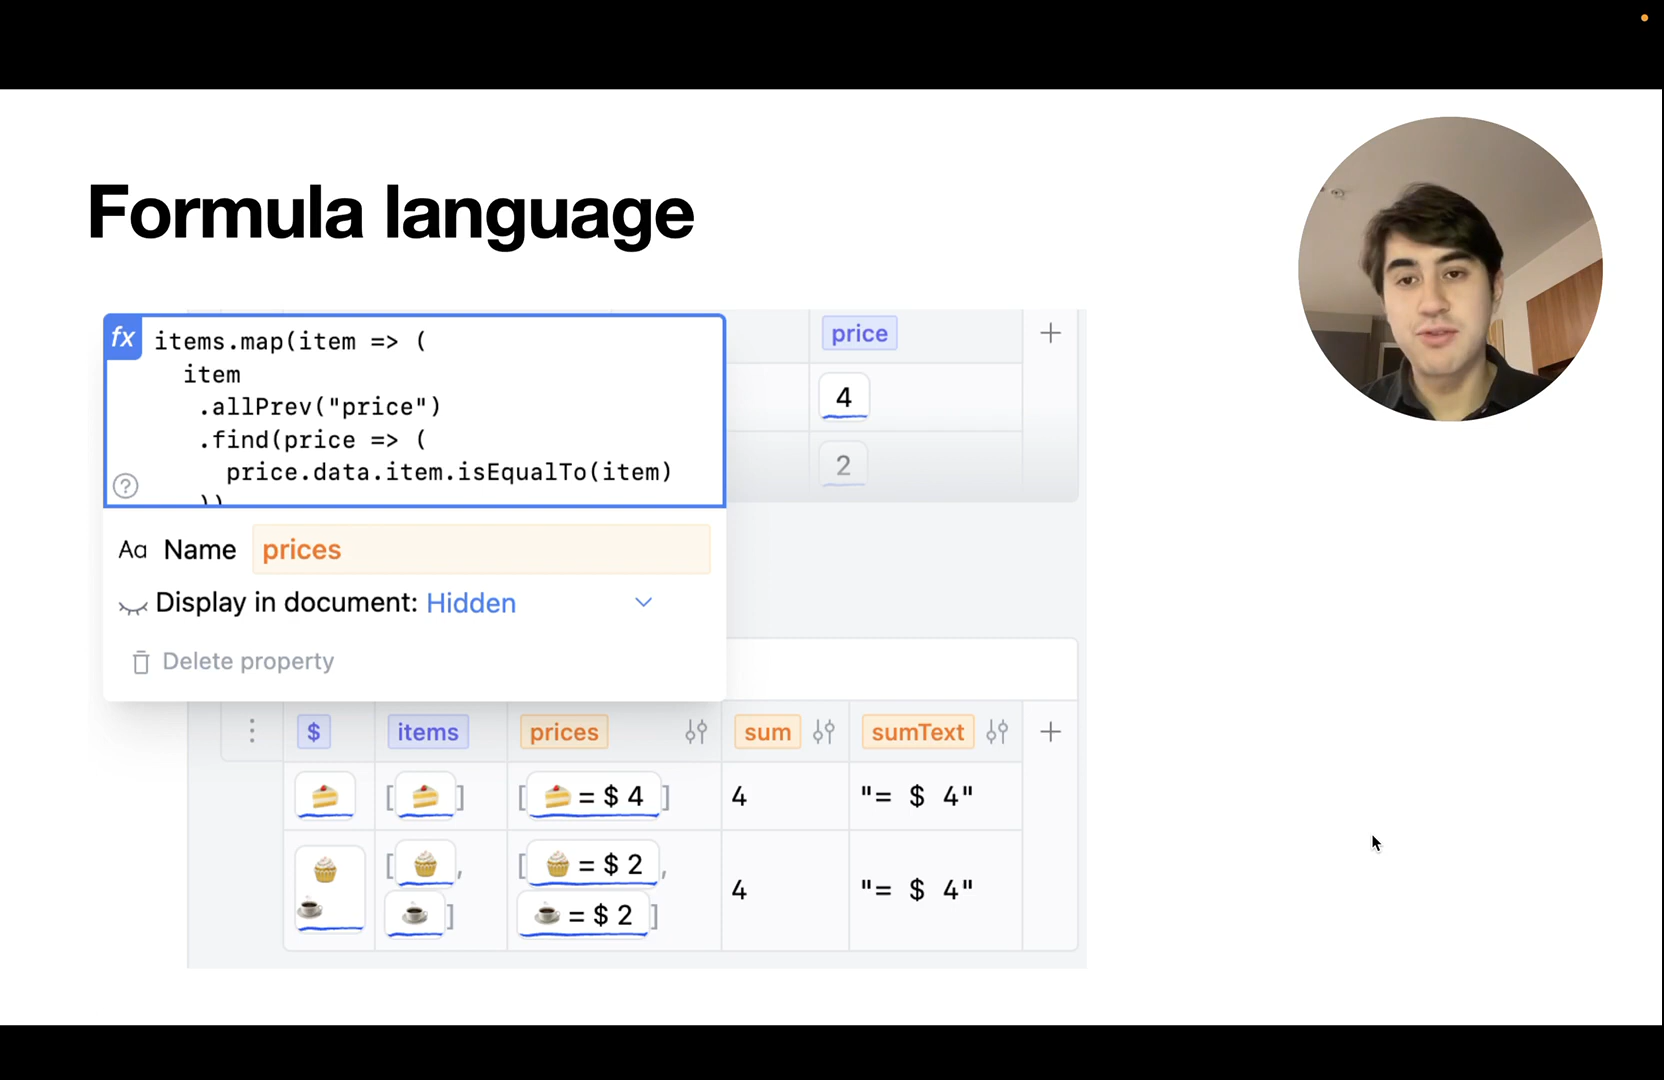 Formula language
fx
items.map(item => (
item
.allPrev("price")
.find(price => (
price.data.item.isEqualTo(item)
))
?
price
+
4
2
Aa Name prices
Display in document: Hidden
Delete property
$ items prices sum sumText +
[🍰] [🍰 = $ 4] 4 "= $ 4"
[🧁, [🧁 = $ 2, 4 "= $ 4"
☕] ☕ = $ 2]